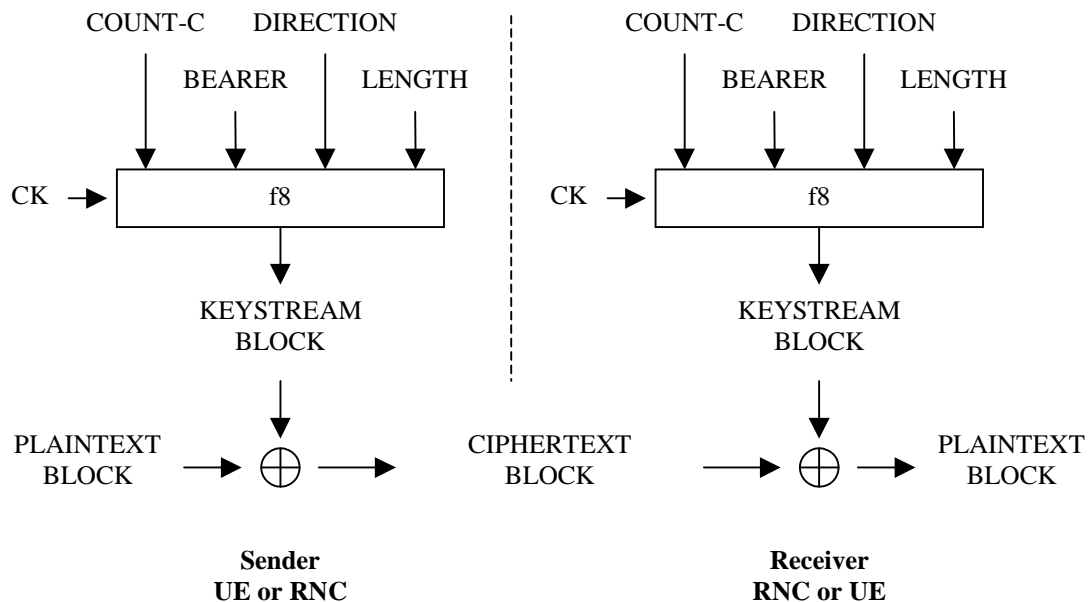 COUNT-C DIRECTION COUNT-C DIRECTION
BEARER LENGTH BEARER LENGTH
CK f8 CK f8
KEYSTREAM BLOCK KEYSTREAM BLOCK
PLAINTEXT BLOCK CIPHERTEXT BLOCK PLAINTEXT BLOCK
Sender
UE or RNC
Receiver
RNC or UE